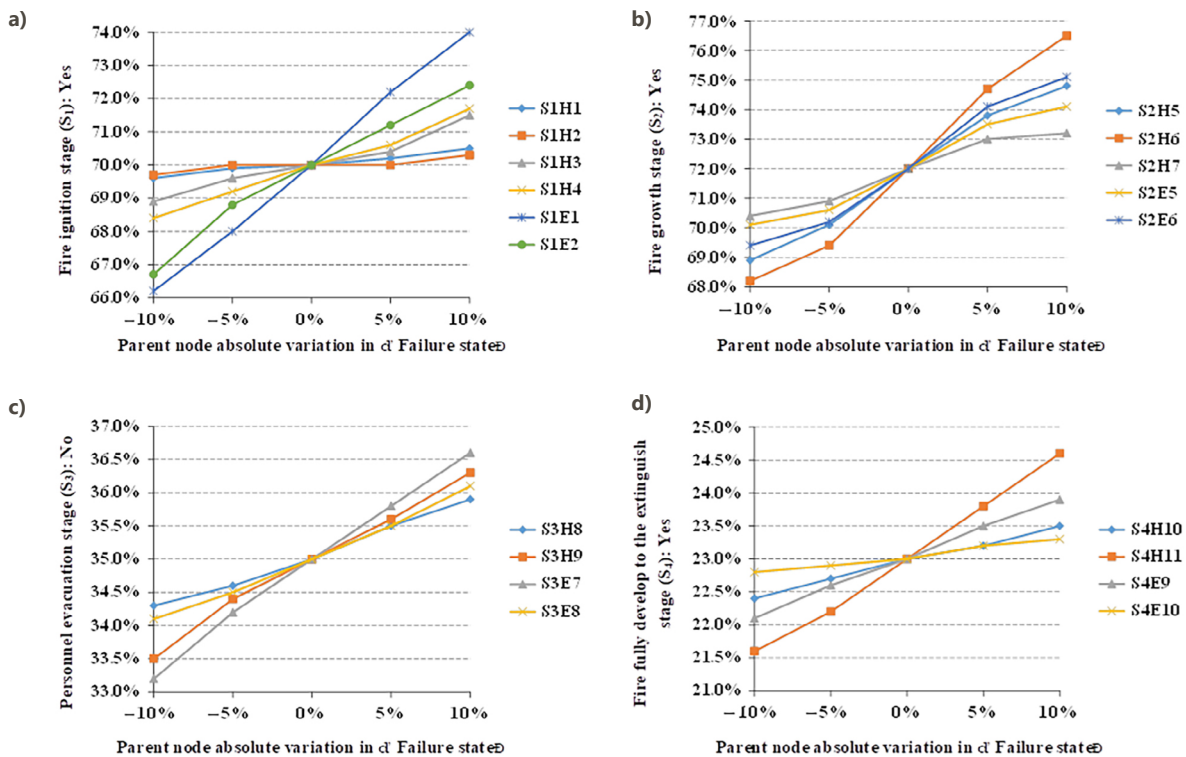 a)
Fire ignition stage (S₁): Yes
74.0%
73.0%
72.0%
71.0%
70.0%
69.0%
68.0%
67.0%
66.0%
−10%
−5%
0%
5%
10%
Parent node absolute variation in Failure state
S1H1
S1H2
S1H3
S1H4
S1E1
S1E2
b)
Fire growth stage (S₂): Yes
77.0%
76.0%
75.0%
74.0%
73.0%
72.0%
71.0%
70.0%
69.0%
68.0%
−10%
−5%
0%
5%
10%
Parent node absolute variation in Failure state
S2H5
S2H6
S2H7
S2E5
S2E6
c)
Personnel evacuation stage (S₃): No
37.0%
36.5%
36.0%
35.5%
35.0%
34.5%
34.0%
33.5%
33.0%
−10%
−5%
0%
5%
10%
Parent node absolute variation in Failure state
S3H8
S3H9
S3E7
S3E8
d)
Fire fully develop to the extinguish
stage (S₄): Yes
25.0%
24.5%
24.0%
23.5%
23.0%
22.5%
22.0%
21.5%
21.0%
−10%
−5%
0%
5%
10%
Parent node absolute variation in Failure state
S4H10
S4H11
S4E9
S4E10